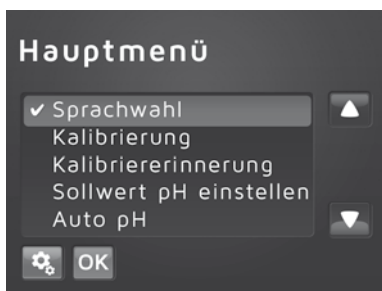 Hauptmenü
Sprachwahl
Kalibrierung
Kalibriererinnerung
Sollwert pH einstellen
Auto pH
OK